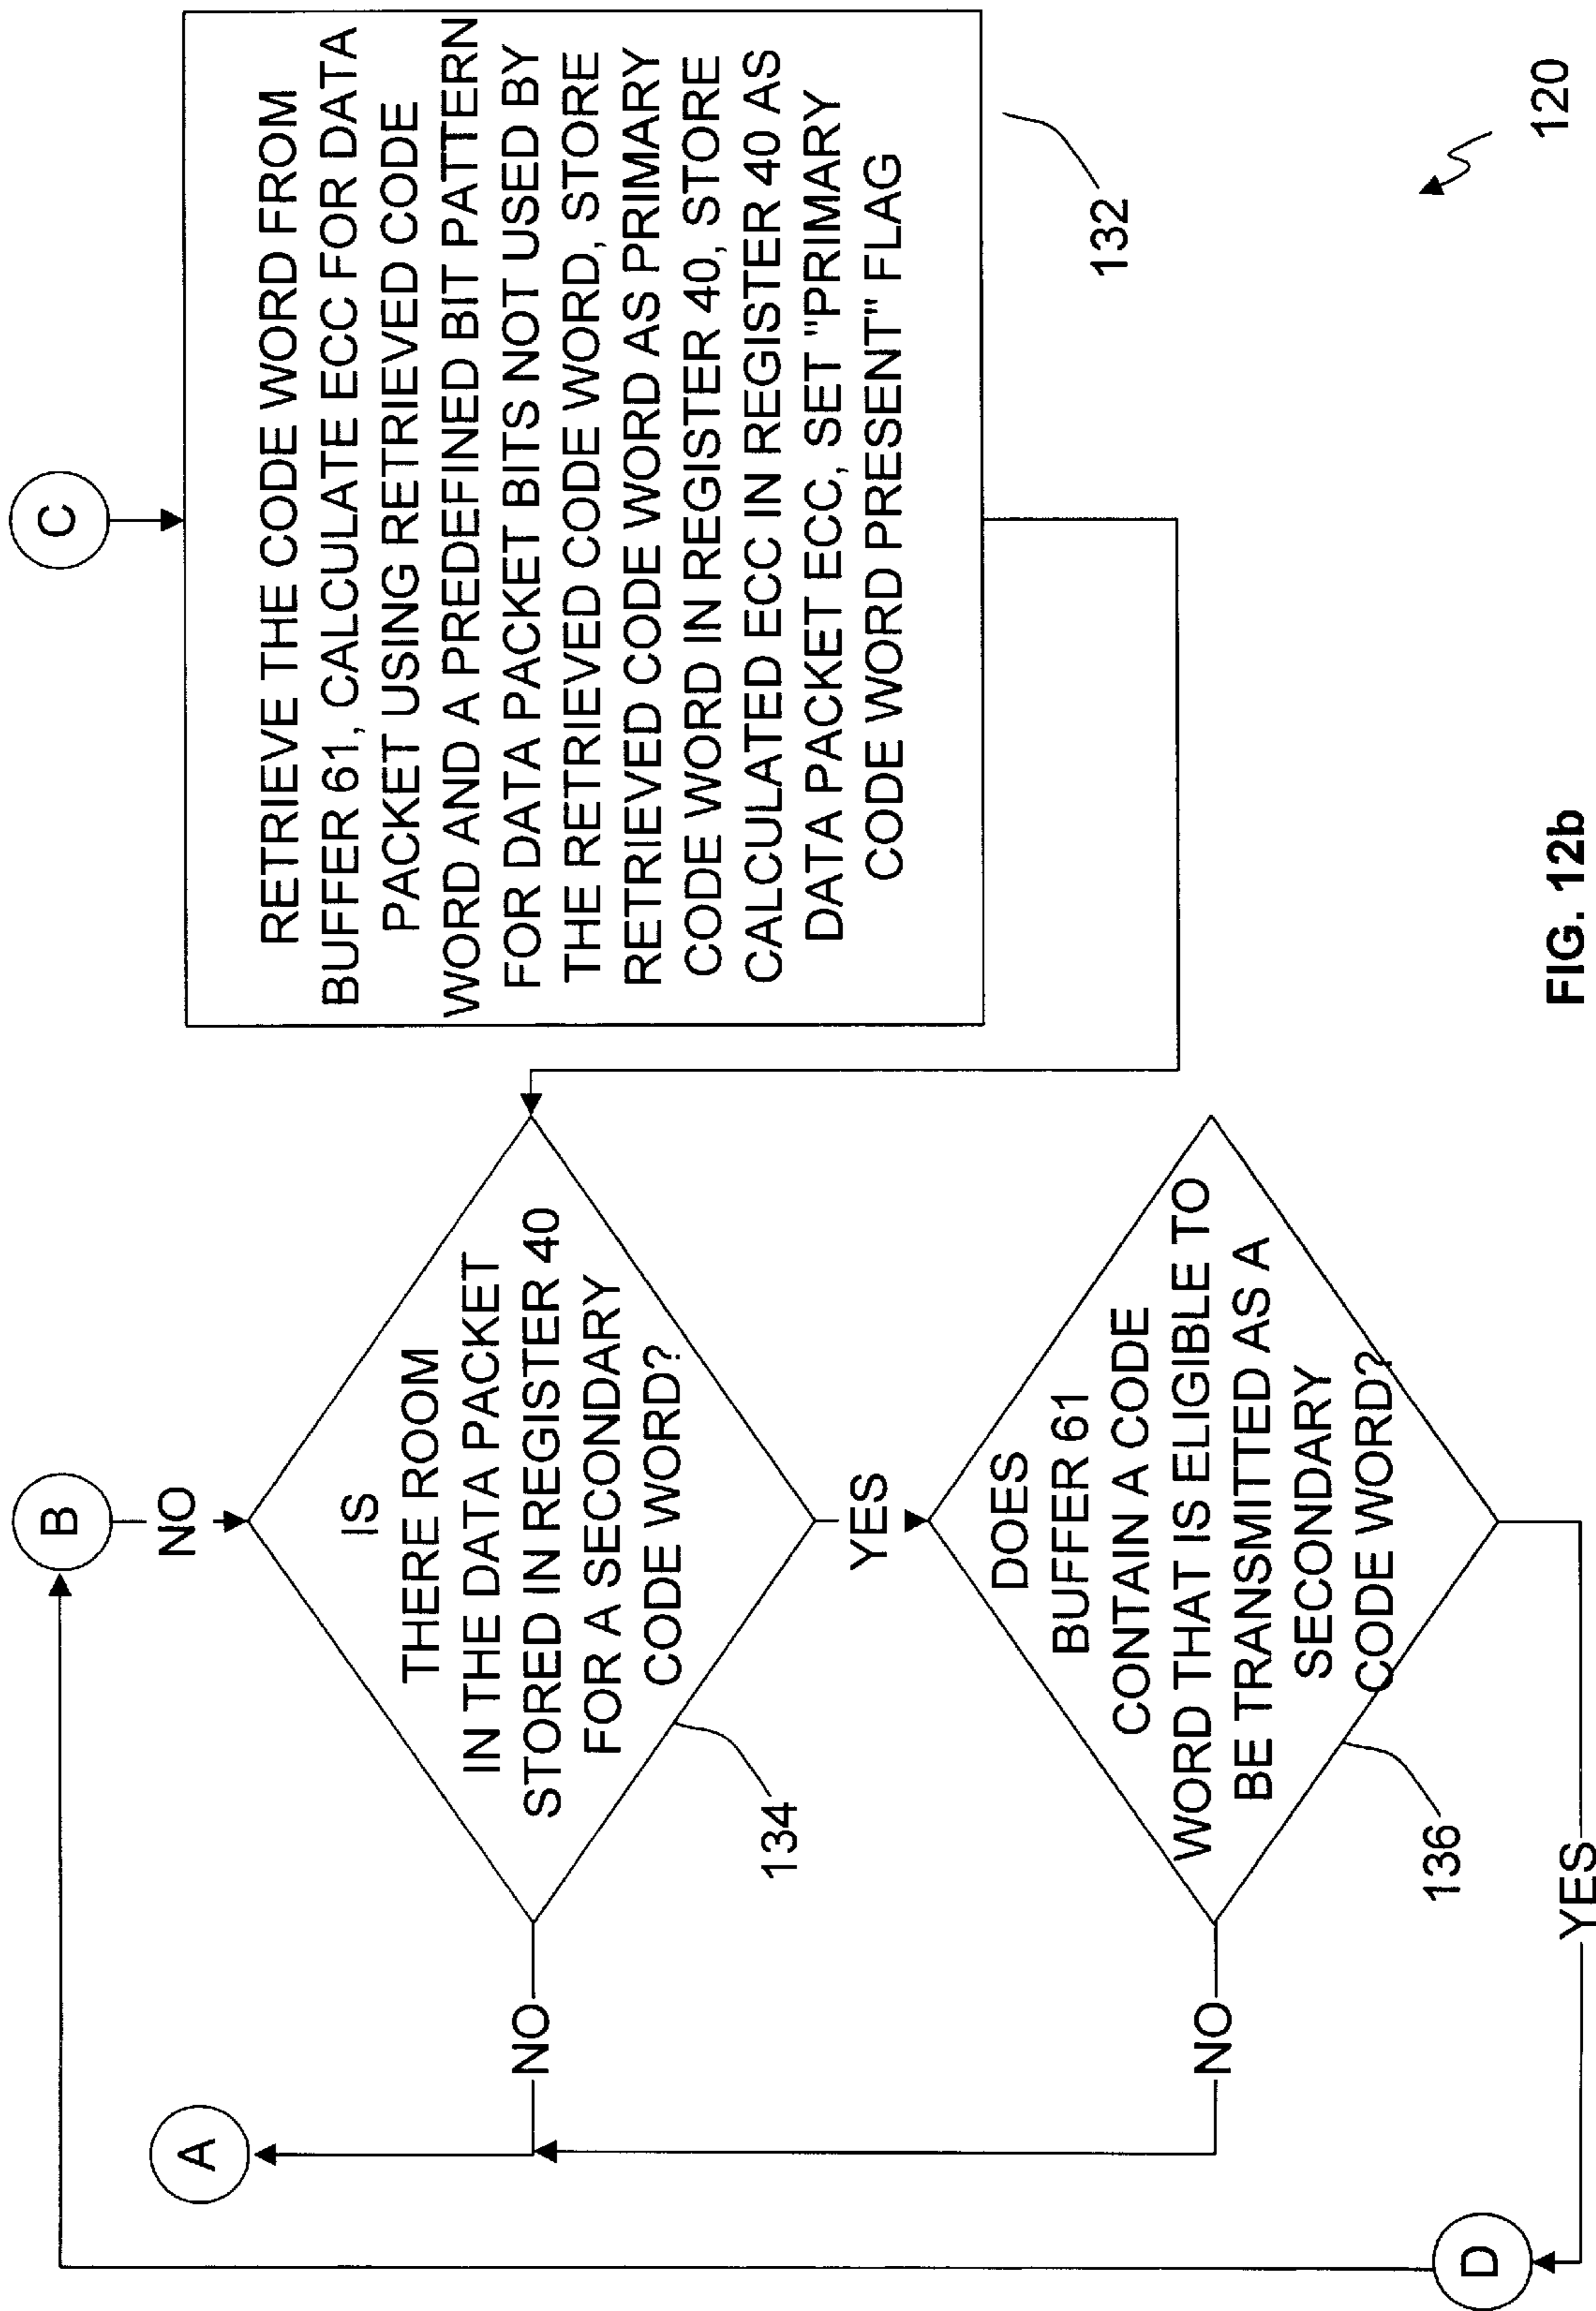 C
RETRIEVE THE CODE WORD FROM
BUFFER 61, CALCULATE ECC FOR DATA
PACKET USING RETRIEVED CODE
WORD AND A PREDEFINED BIT PATTERN
FOR DATA PACKET BITS NOT USED BY
THE RETRIEVED CODE WORD, STORE
RETRIEVED CODE WORD AS PRIMARY
CODE WORD IN REGISTER 40, STORE
CALCULATED ECC IN REGISTER 40 AS
DATA PACKET ECC, SET "PRIMARY
CODE WORD PRESENT" FLAG
132
B
NO
IS
THERE ROOM
IN THE DATA PACKET
STORED IN REGISTER 40
FOR A SECONDARY
CODE WORD?
134
NO
A
YES
DOES
BUFFER 61
CONTAIN A CODE
WORD THAT IS ELIGIBLE TO
BE TRANSMITTED AS A
SECONDARY
CODE WORD?
136
NO
YES
D
120
FIG. 12b